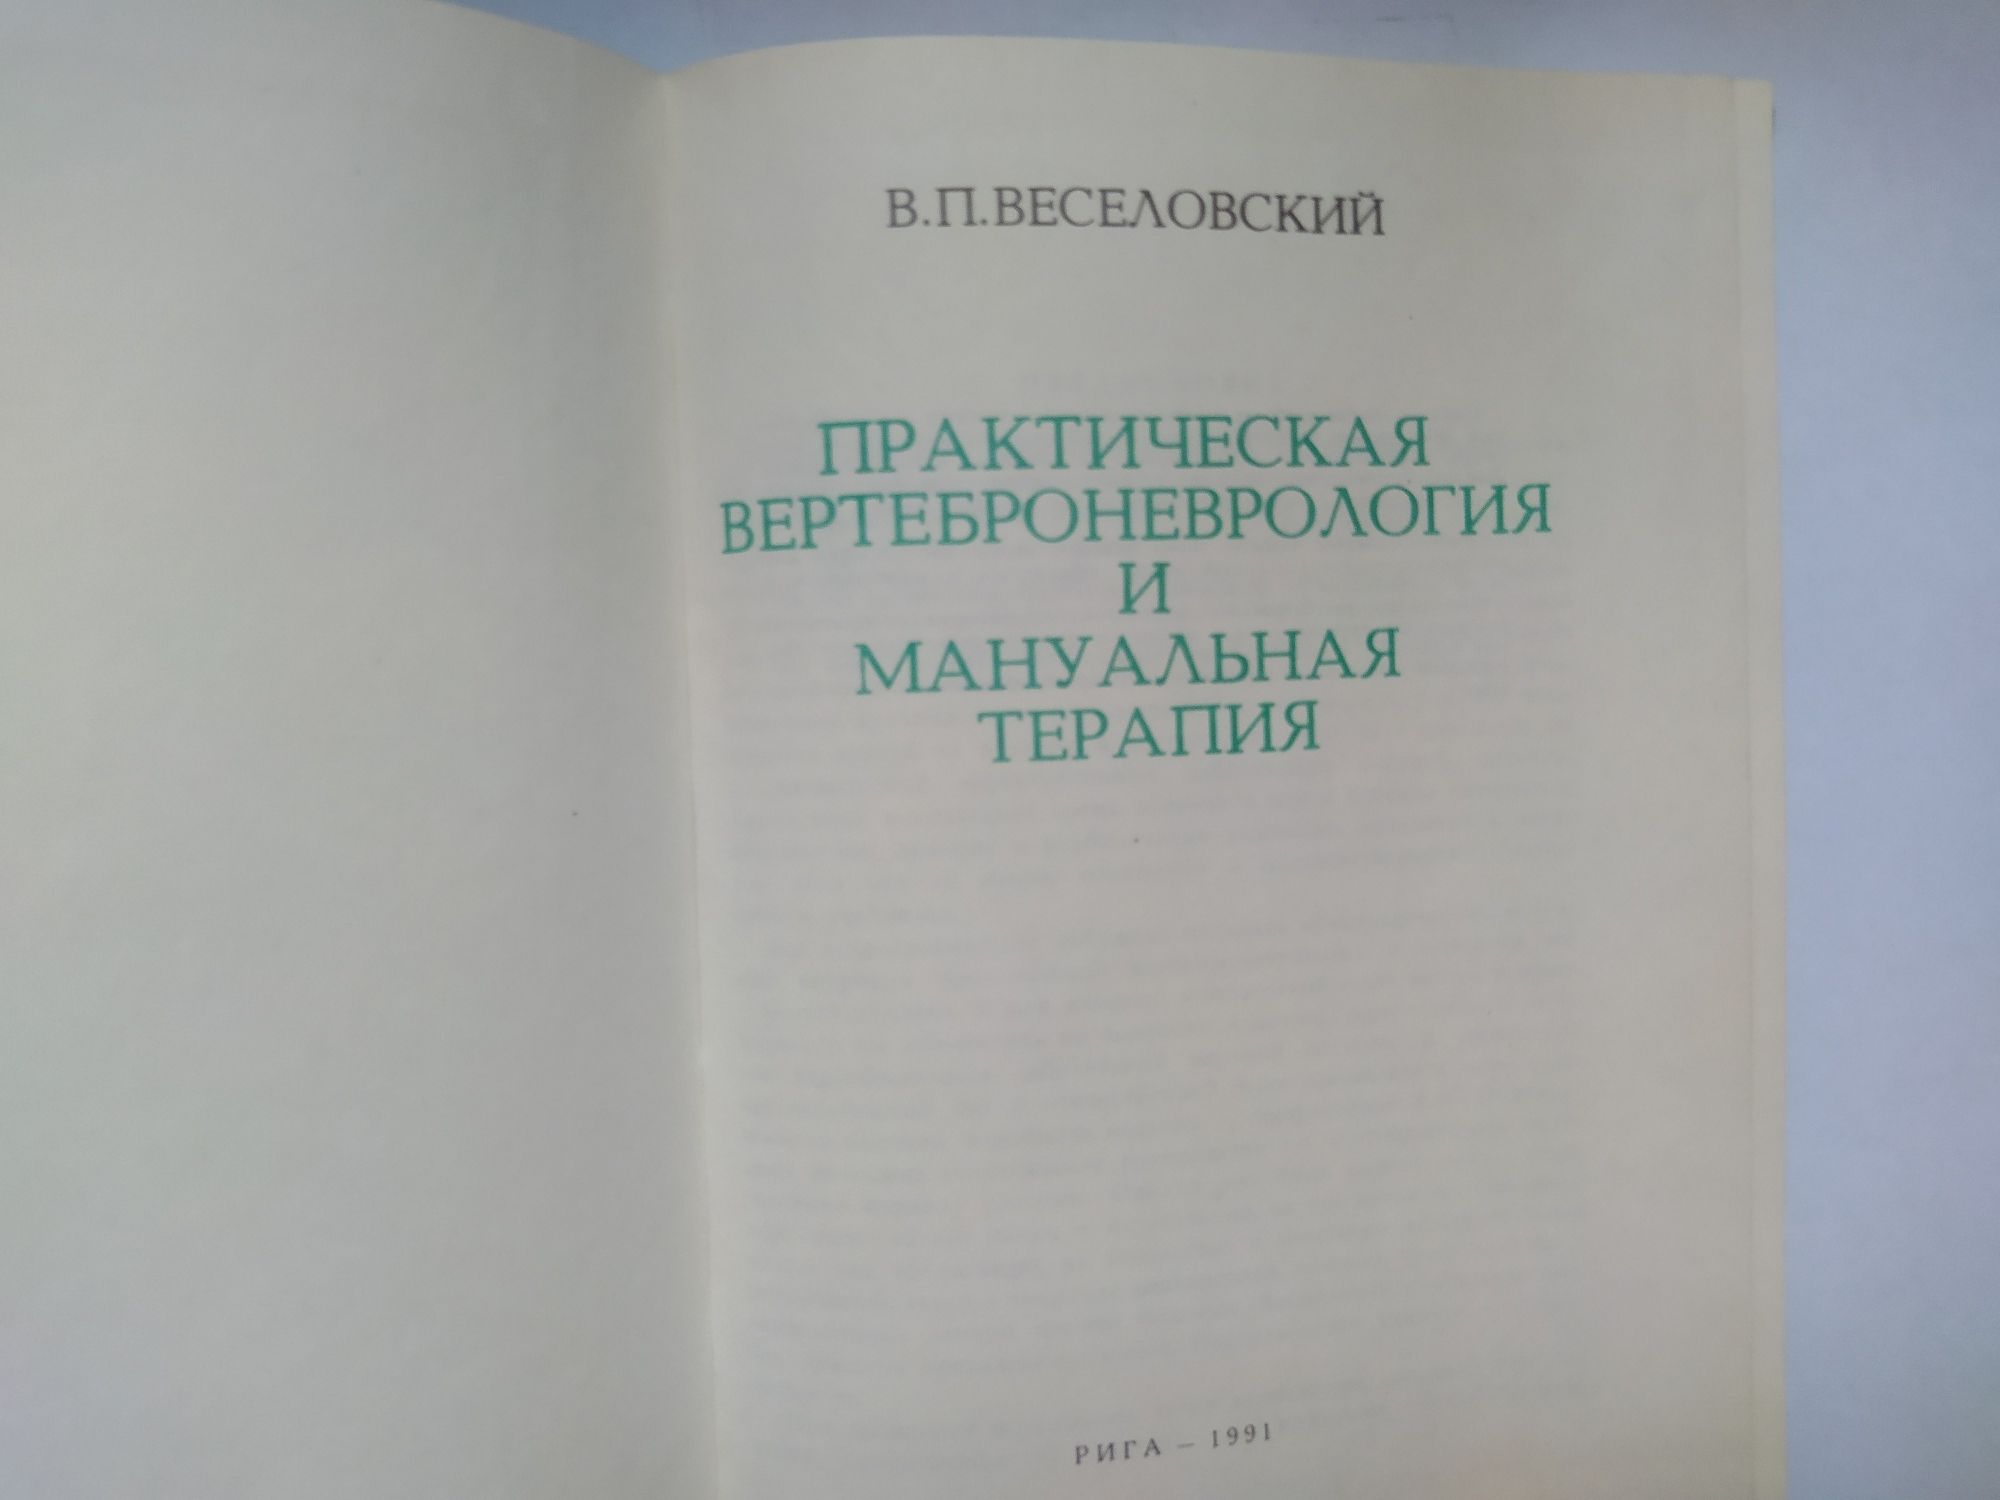 В.П.ВЕСЕЛОВСКИЙ
ПРАКТИЧЕСКАЯ
ВЕРТЕБРОНЕВРОЛОГИЯ
И
МАНУАЛЬНАЯ
ТЕРАПИЯ
РИГА – 1991